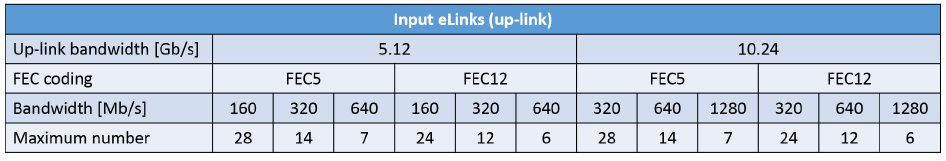 Input eLinks (up-link)
Up-link bandwidth [Gb/s] 5.12 10.24
FEC coding FEC5 FEC12 FEC5 FEC12
Bandwidth [Mb/s] 160 320 640 160 320 640 320 640 1280 320 640 1280
Maximum number 28 14 7 24 12 6 28 14 7 24 12 6